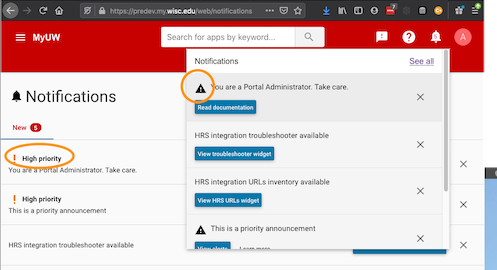 https://predev.my.wisc.edu/web/notifications
MyUW
Search for apps by keyword...
A
Notifications
See all
You are a Portal Administrator. Take care.
Read documentation
HRS integration troubleshooter available
View troubleshooter widget
HRS integration URLs inventory available
View HRS URLs widget
This is a priority announcement
View alerts
Learn more
Notifications
New 5
High priority
You are a Portal Administrator. Take care.
High priority
This is a priority announcement
HRS integration troubleshooter available